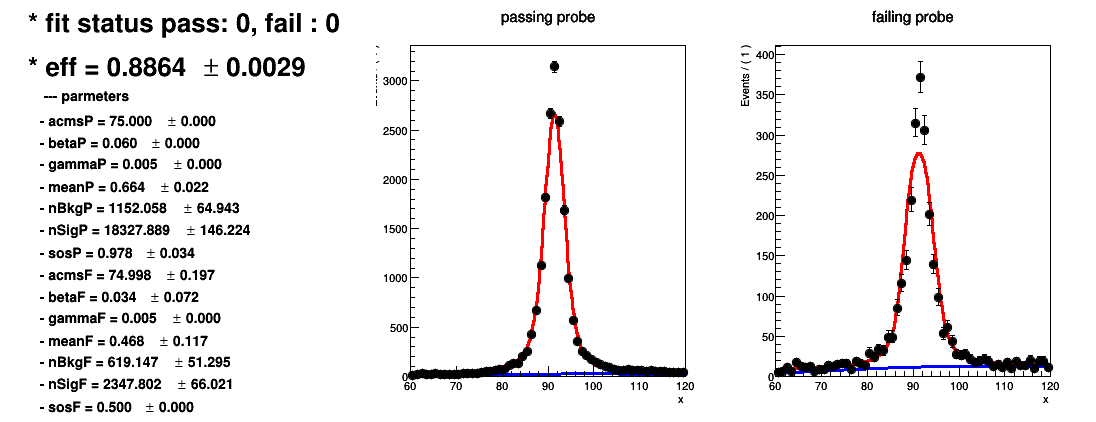 * fit status pass: 0, fail : 0
* eff = 0.8864 ± 0.0029
--- parmeters
- acmsP = 75.000 ± 0.000
- betaP = 0.060 ± 0.000
- gammaP = 0.005 ± 0.000
- meanP = 0.664 ± 0.022
- nBkgP = 1152.058 ± 64.943
- nSigP = 18327.889 ± 146.224
- sosP = 0.978 ± 0.034
- acmsF = 74.998 ± 0.197
- betaF = 0.034 ± 0.072
- gammaF = 0.005 ± 0.000
- meanF = 0.468 ± 0.117
- nBkgF = 619.147 ± 51.295
- nSigF = 2347.802 ± 66.021
- sosF = 0.500 ± 0.000
passing probe
3000
2500
2000
1500
1000
500
0
60 70 80 90 100 110 120
x
failing probe
Events / ( 1 )
400
350
300
250
200
150
100
50
0
60 70 80 90 100 110 120
x